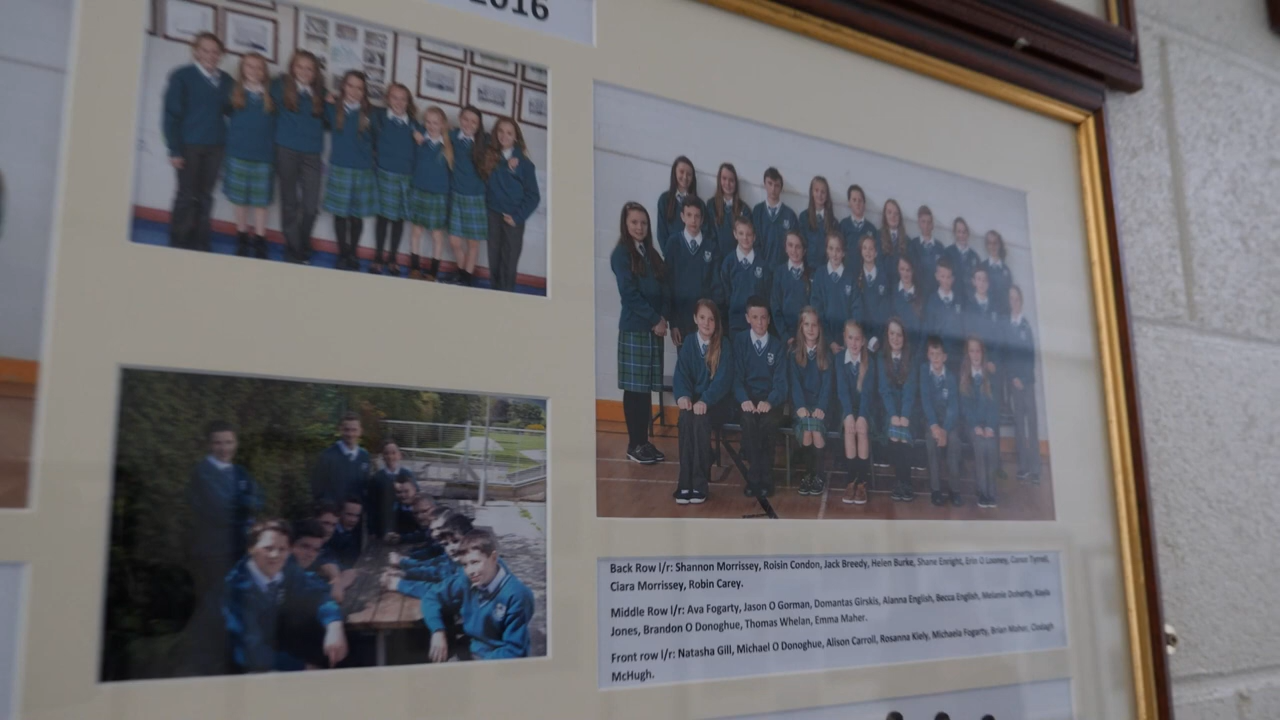 2016
Back Row l/r: Shannon Morrissey, Roisin Condon, Jack Breedy, Helen Burke, Shane Enright, Erin O Looney, Conor Tyrrell,
Ciara Morrissey, Robin Carey.
Middle Row l/r: Ava Fogarty, Jason O Gorman, Domantas Girskis, Alanna English, Becca English, Melanie Doherty,
Jones, Brandon O Donoghue, Thomas Whelan, Emma Maher.
Front row l/r: Natasha Gill, Michael O Donoghue, Alison Carroll, Rosanna Kiely, Michaela Fogarty, Brian Maher, Clodagh
McHugh.